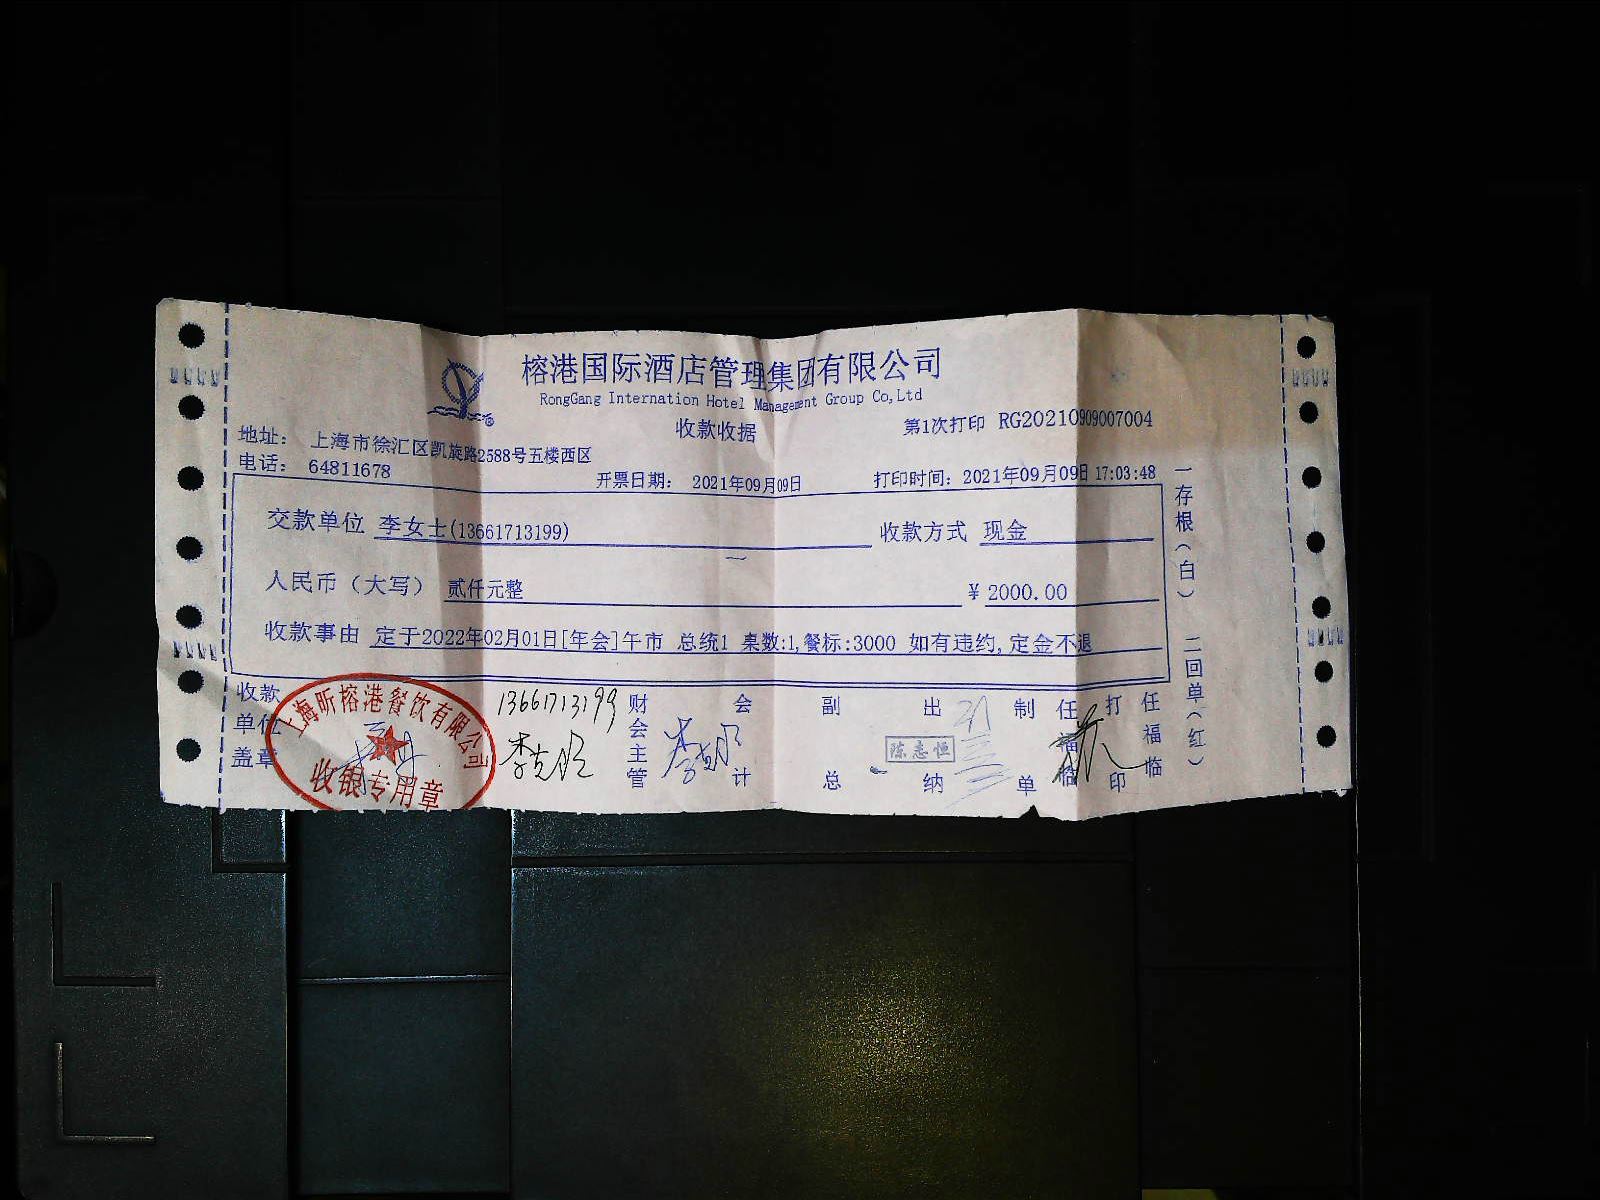 榕港国际酒店管理集团有限公司
RongGang Internation Hotel Management Group Co,Ltd
收款收据
第1次打印 RG20210909007004
地址： 上海市徐汇区凯旋路2588号五楼西区
电话： 64811678
开票日期： 2021年09月09日
打印时间：2021年09月09日 17:03:48
交款单位 李女士(13661713199)
收款方式 现金
人民币（大写） 贰仟元整
¥ 2000.00
收款事由 定于2022年02月01日[年会]午市 总统1 桌数:1,餐标:3000 如有违约,定金不退
一存根（白） 二回单（红）
收款单位盖章
上海昕榕港餐饮有限公司
收银专用章
13661713199
财会主管
会计
副总
出纳
陈志恒
制单
任福临
打印
任福临